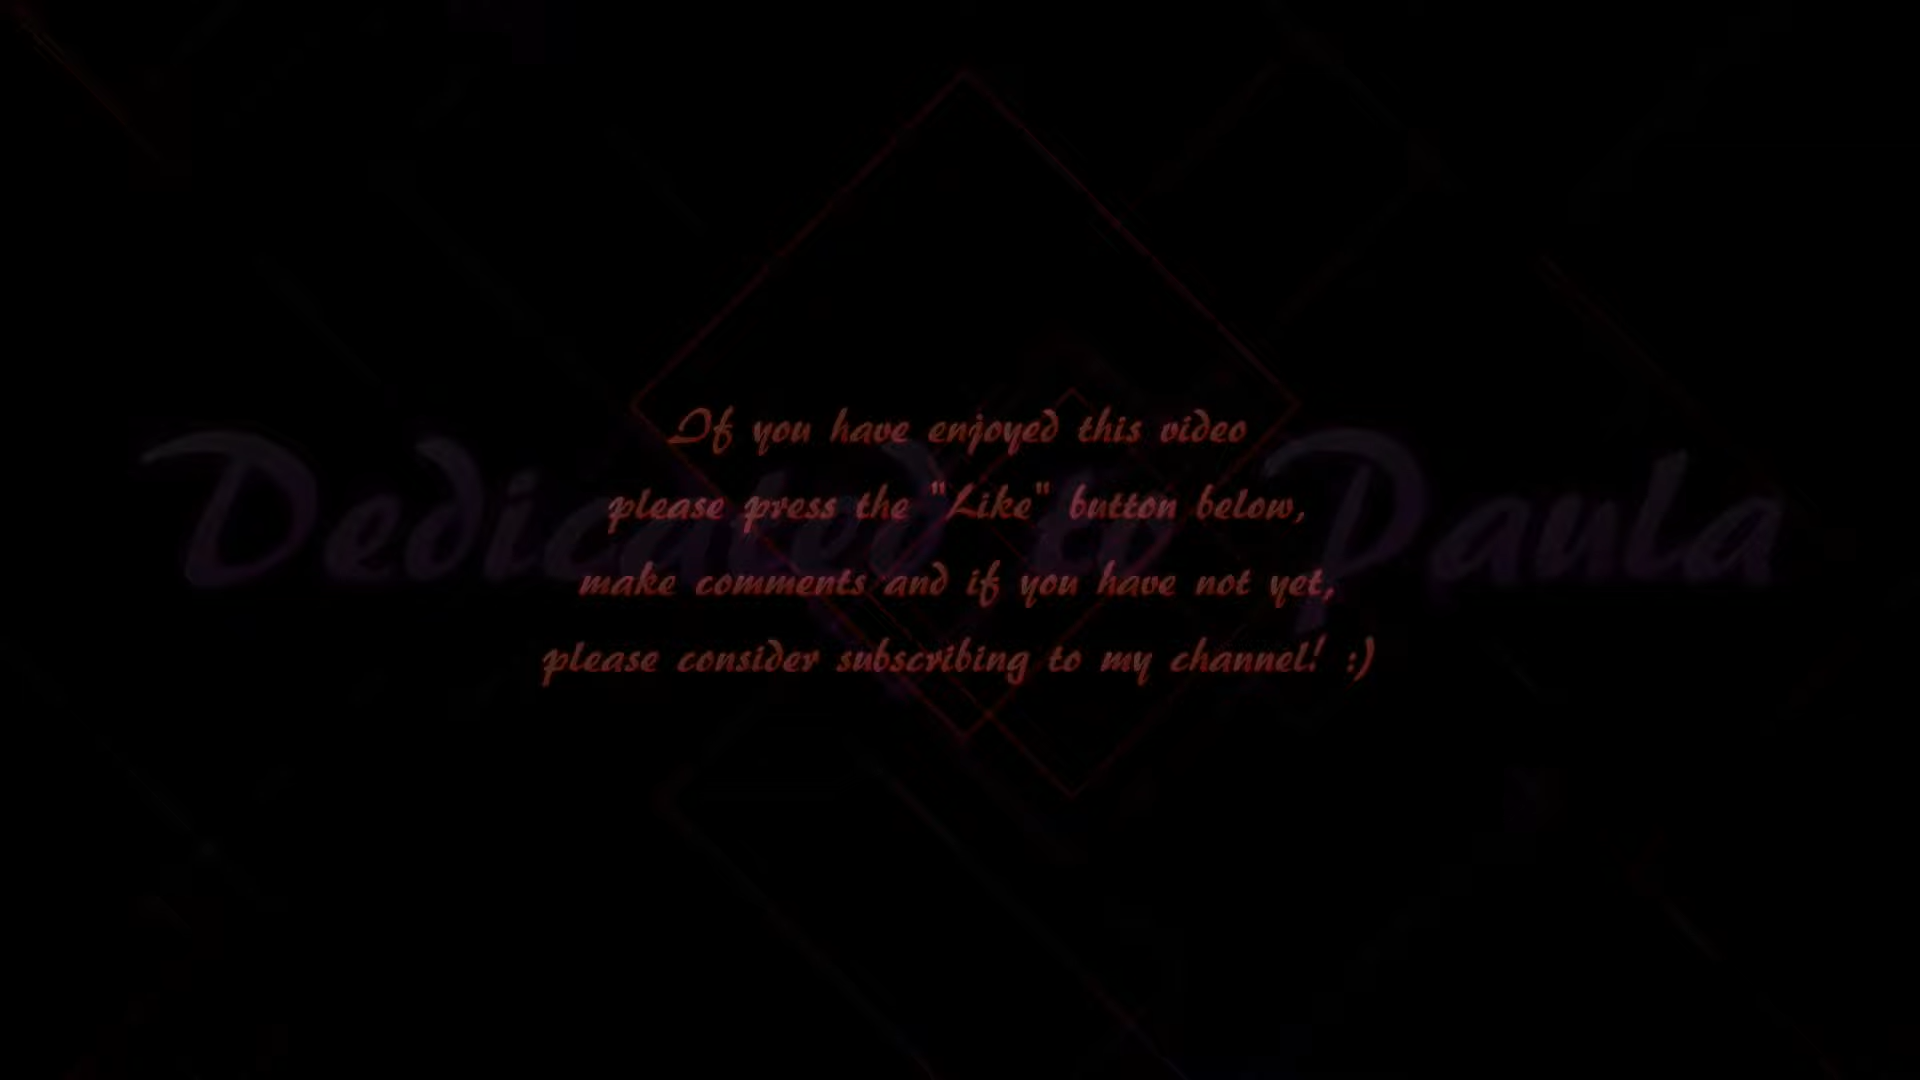 If you have enjoyed this video
please press the "Like" button below,
Dedicated to Paula
make comments and if you have not yet,
please consider subscribing to my channel! :)